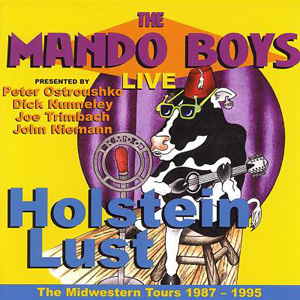 THE
MANDO BOYS
PRESENTED BY
LIVE
Peter Ostroushko
Dick Nunneley
Joe Trimbach
John Niemann
Holstein
Lust
The Midwestern Tours 1987 – 1995